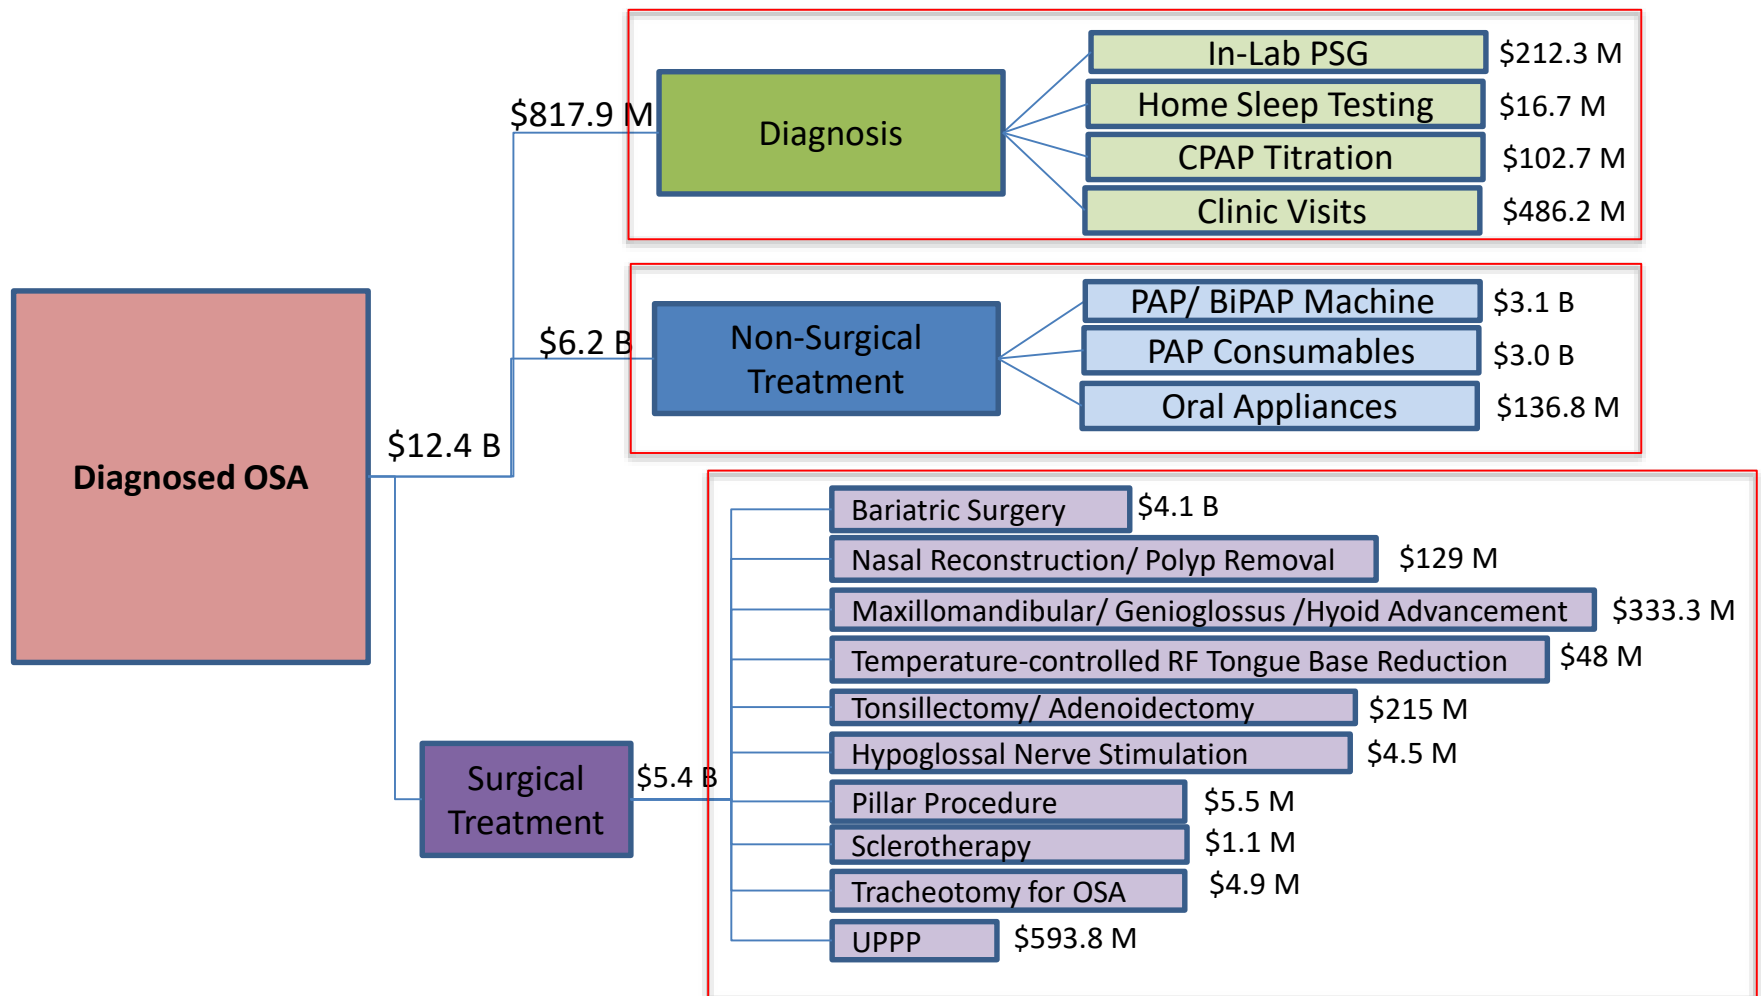 Diagnosed OSA
$12.4 B
$817.9 M
Diagnosis
In-Lab PSG
$212.3 M
Home Sleep Testing
$16.7 M
CPAP Titration
$102.7 M
Clinic Visits
$486.2 M
$6.2 B
Non-Surgical
Treatment
PAP/ BiPAP Machine
$3.1 B
PAP Consumables
$3.0 B
Oral Appliances
$136.8 M
Surgical
Treatment
$5.4 B
Bariatric Surgery
$4.1 B
Nasal Reconstruction/ Polyp Removal
$129 M
Maxillomandibular/ Genioglossus /Hyoid Advancement
$333.3 M
Temperature-controlled RF Tongue Base Reduction
$48 M
Tonsillectomy/ Adenoidectomy
$215 M
Hypoglossal Nerve Stimulation
$4.5 M
Pillar Procedure
$5.5 M
Sclerotherapy
$1.1 M
Tracheotomy for OSA
$4.9 M
UPPP
$593.8 M